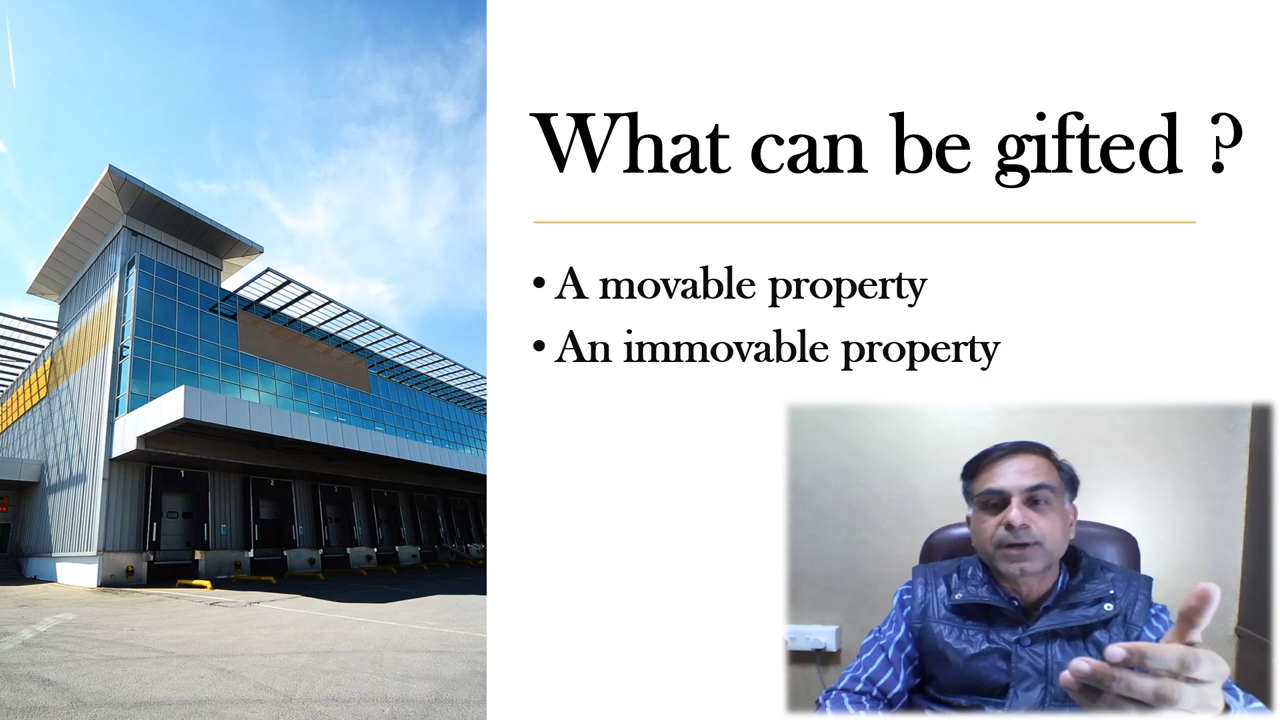 What can be gifted ?
• A movable property
• An immovable property